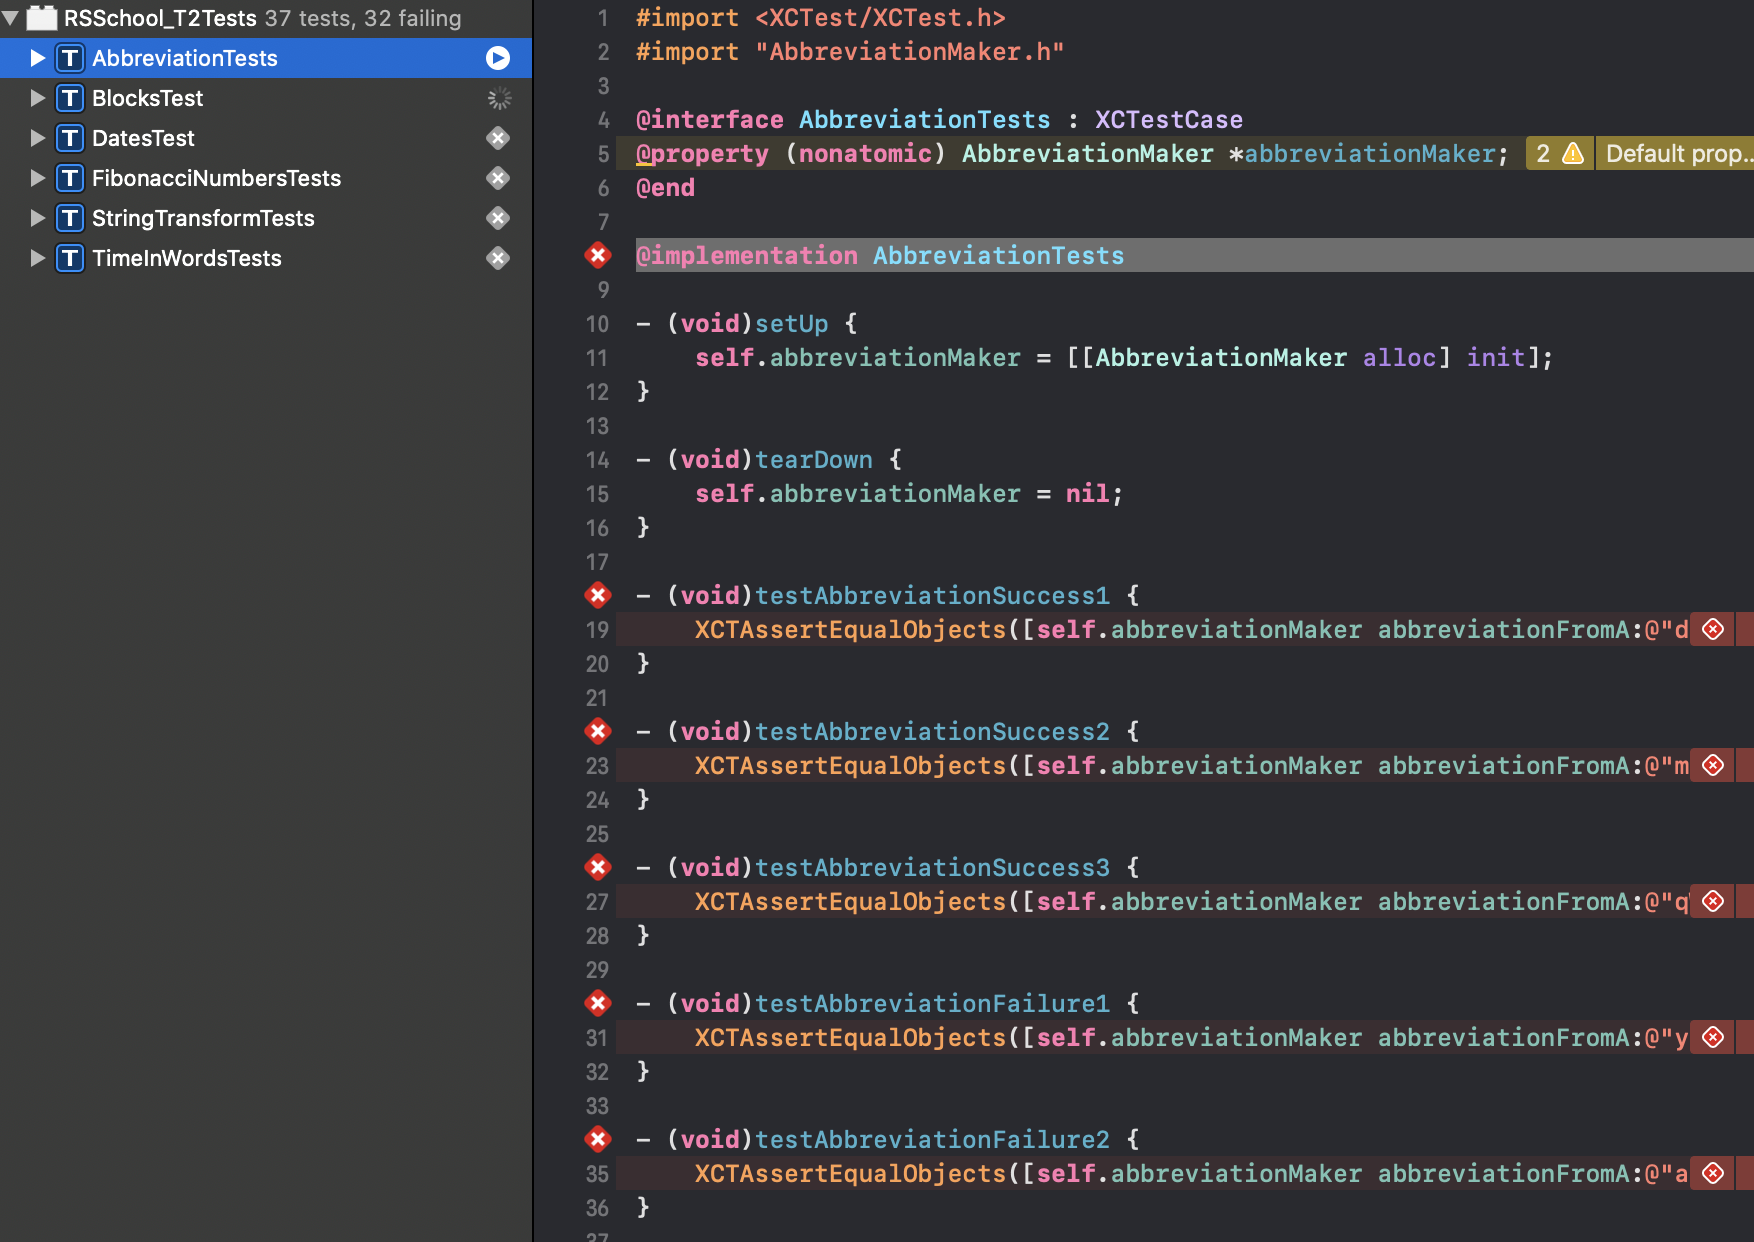 RSSchool_T2Tests 37 tests, 32 failing
AbbreviationTests
BlocksTest
DatesTest
FibonacciNumbersTests
StringTransformTests
TimeInWordsTests
1 #import <XCTest/XCTest.h>
2 #import "AbbreviationMaker.h"
3
4 @interface AbbreviationTests : XCTestCase
5 @property (nonatomic) AbbreviationMaker *abbreviationMaker; 2 Default prop...
6 @end
7
@implementation AbbreviationTests
9
10 - (void)setUp {
11 self.abbreviationMaker = [[AbbreviationMaker alloc] init];
12 }
13
14 - (void)tearDown {
15 self.abbreviationMaker = nil;
16 }
17
- (void)testAbbreviationSuccess1 {
19 XCTAssertEqualObjects([self.abbreviationMaker abbreviationFromA:@"d
20 }
21
- (void)testAbbreviationSuccess2 {
23 XCTAssertEqualObjects([self.abbreviationMaker abbreviationFromA:@"m
24 }
25
- (void)testAbbreviationSuccess3 {
27 XCTAssertEqualObjects([self.abbreviationMaker abbreviationFromA:@"q
28 }
29
- (void)testAbbreviationFailure1 {
31 XCTAssertEqualObjects([self.abbreviationMaker abbreviationFromA:@"y
32 }
33
- (void)testAbbreviationFailure2 {
35 XCTAssertEqualObjects([self.abbreviationMaker abbreviationFromA:@"a
36 }
37